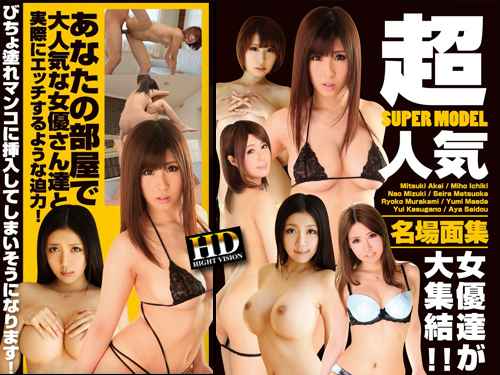 びちょ塗れマンコに挿入してしまいそうになります！
あなたの部屋で
大人気な女優さん達と
実際にエッチするような迫力！
HD
HIGHT VISION
超
SUPER MODEL
人気
Mitsuki Akai / Miho Ichiki
Nao Mizuki / Seira Matsuoka
Ryoko Murakami / Yumi Maeda
Yui Kasugano / Aya Saidou
名場面集
女優達が
大集結!!